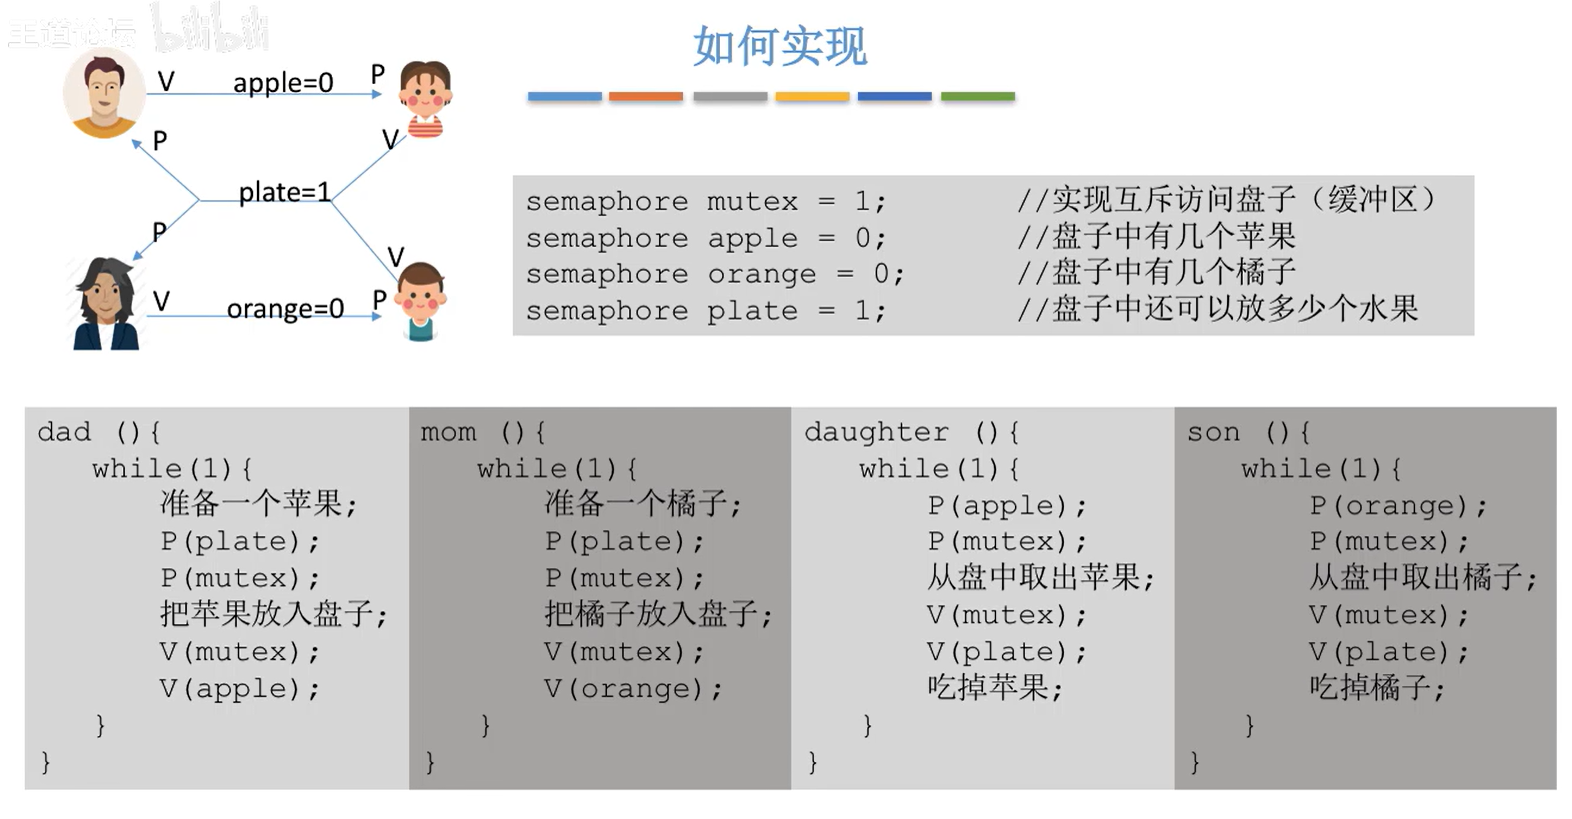 王道论坛 bilibili
如何实现
V apple=0 P
P V
plate=1
P V
V orange=0 P
semaphore mutex = 1; //实现互斥访问盘子（缓冲区）
semaphore apple = 0; //盘子中有几个苹果
semaphore orange = 0; //盘子中有几个橘子
semaphore plate = 1; //盘子中还可以放多少个水果
dad (){
while(1){
准备一个苹果;
P(plate);
P(mutex);
把苹果放入盘子;
V(mutex);
V(apple);
}
}
mom (){
while(1){
准备一个橘子;
P(plate);
P(mutex);
把橘子放入盘子;
V(mutex);
V(orange);
}
}
daughter (){
while(1){
P(apple);
P(mutex);
从盘中取出苹果;
V(mutex);
V(plate);
吃掉苹果;
}
}
son (){
while(1){
P(orange);
P(mutex);
从盘中取出橘子;
V(mutex);
V(plate);
吃掉橘子;
}
}